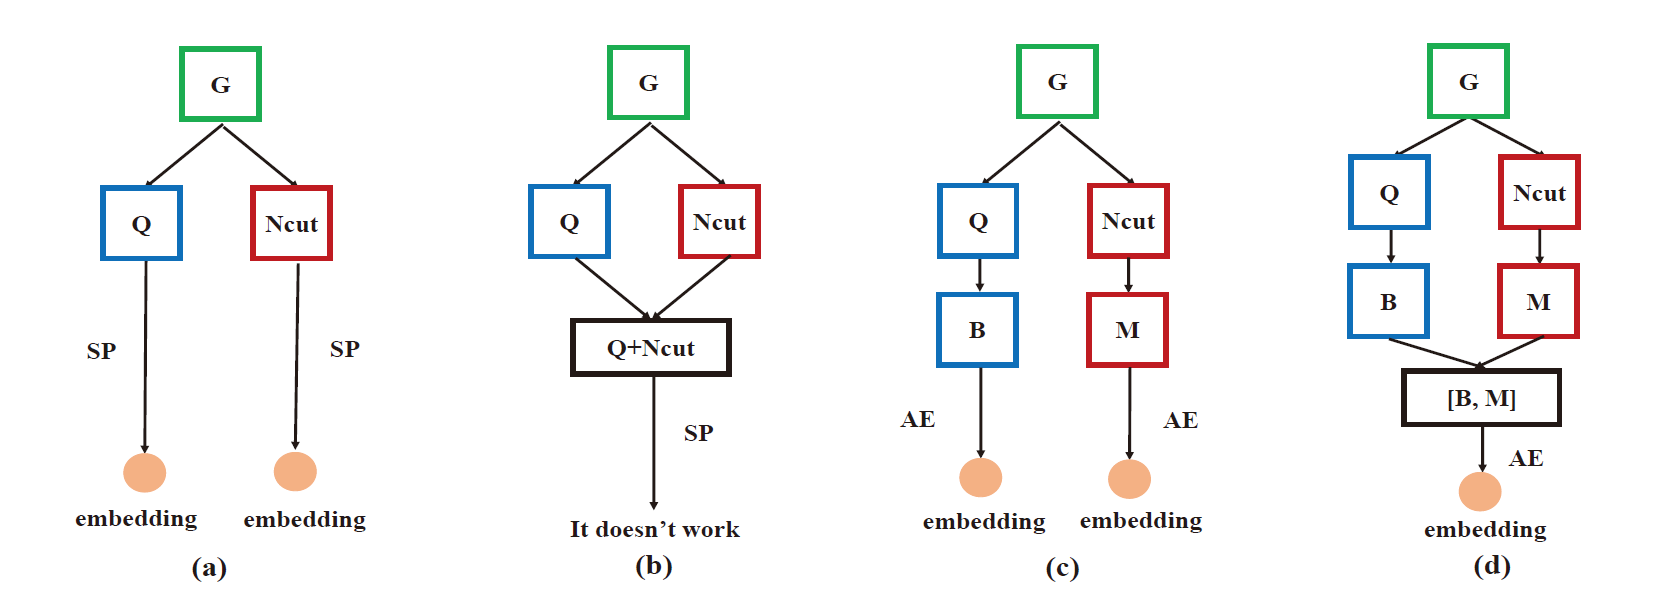 G
Q
Ncut
SP
SP
embedding
embedding
(a)
G
Q
Ncut
Q+Ncut
SP
It doesn't work
(b)
G
Q
Ncut
B
M
AE
AE
embedding
embedding
(c)
G
Q
Ncut
B
M
[B, M]
AE
embedding
(d)